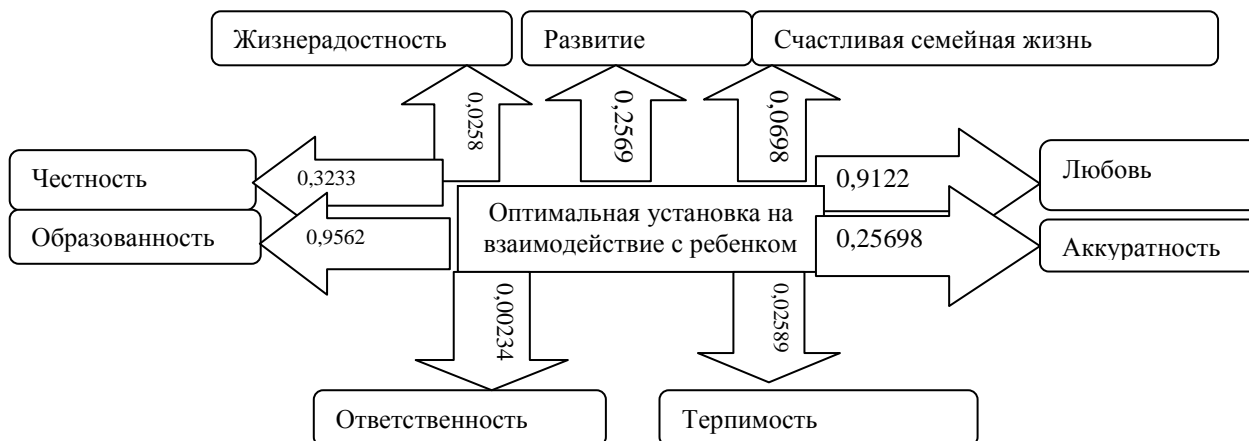 Жизнерадостность
Развитие
Счастливая семейная жизнь
0,0258
0,2569
0,0698
Честность
0,3233
0,9122
Любовь
Образованность
0,9562
Оптимальная установка на
взаимодействие с ребенком
0,25698
Аккуратность
0,00234
0,02589
Ответственность
Терпимость